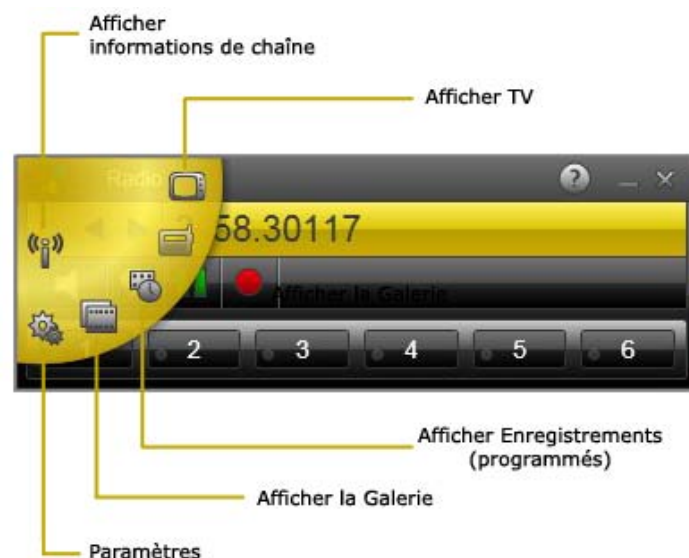 Afficher
informations de chaîne
Afficher TV
Radio
?
58.30117
Afficher la Galerie
1 2 3 4 5 6
Afficher Enregistrements
(programmés)
Afficher la Galerie
Paramètres